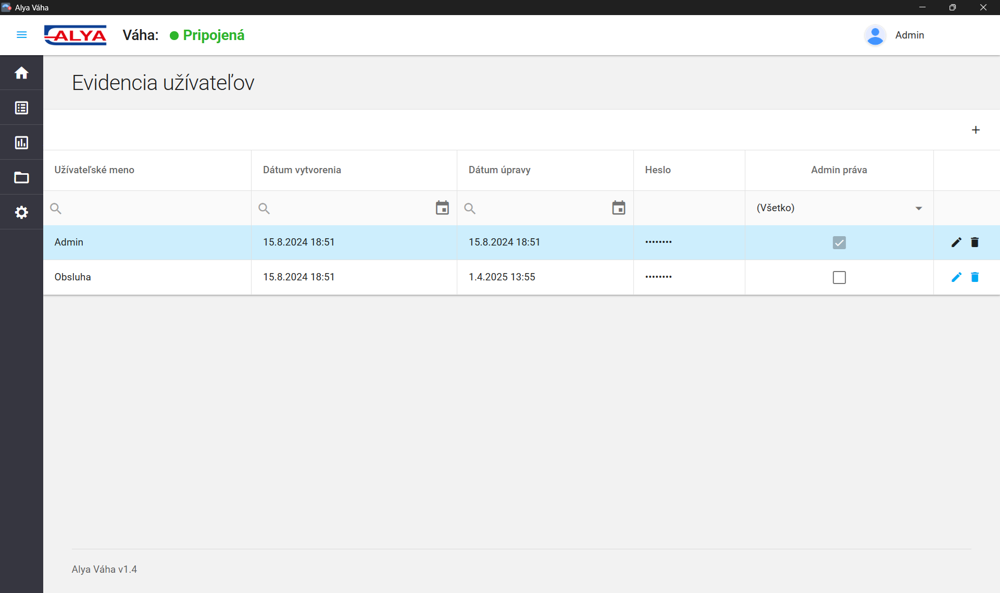 Alya Váha
ALYA Váha: Pripojená Admin
Evidencia užívateľov
+
Užívateľské meno Dátum vytvorenia Dátum úpravy Heslo Admin práva
(Všetko)
Admin 15.8.2024 18:51 15.8.2024 18:51 ••••••••
Obsluha 15.8.2024 18:51 1.4.2025 13:55 ••••••••
Alya Váha v1.4